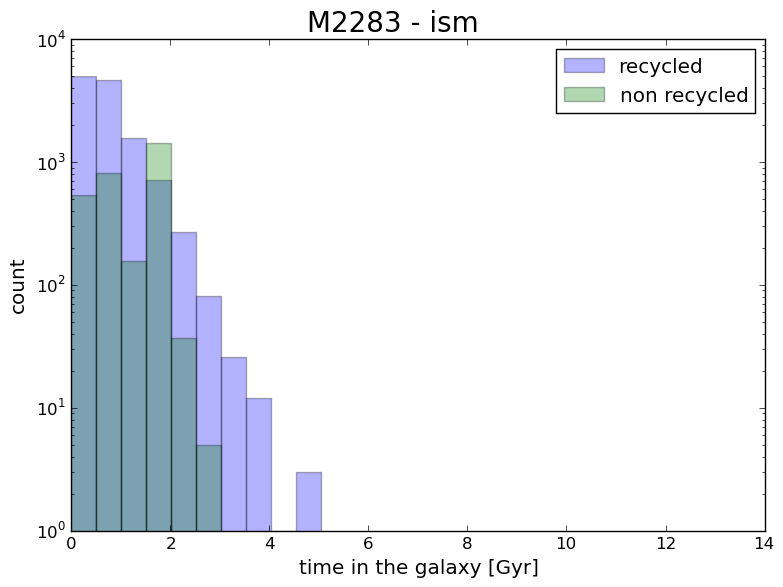 M2283 - ism
recycled
non recycled
10^4
10^3
10^2
10^1
10^0
count
0 2 4 6 8 10 12 14
time in the galaxy [Gyr]